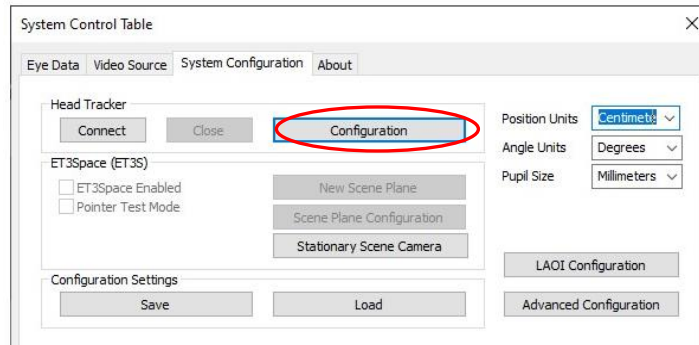 System Control Table
Eye Data Video Source System Configuration About
Head Tracker
Connect Close Configuration
ET3Space (ET3S)
ET3Space Enabled
Pointer Test Mode
New Scene Plane
Scene Plane Configuration
Stationary Scene Camera
Configuration Settings
Save Load
Position Units
Angle Units Degrees
Pupil Size Millimeters
LAOI Configuration
Advanced Configuration